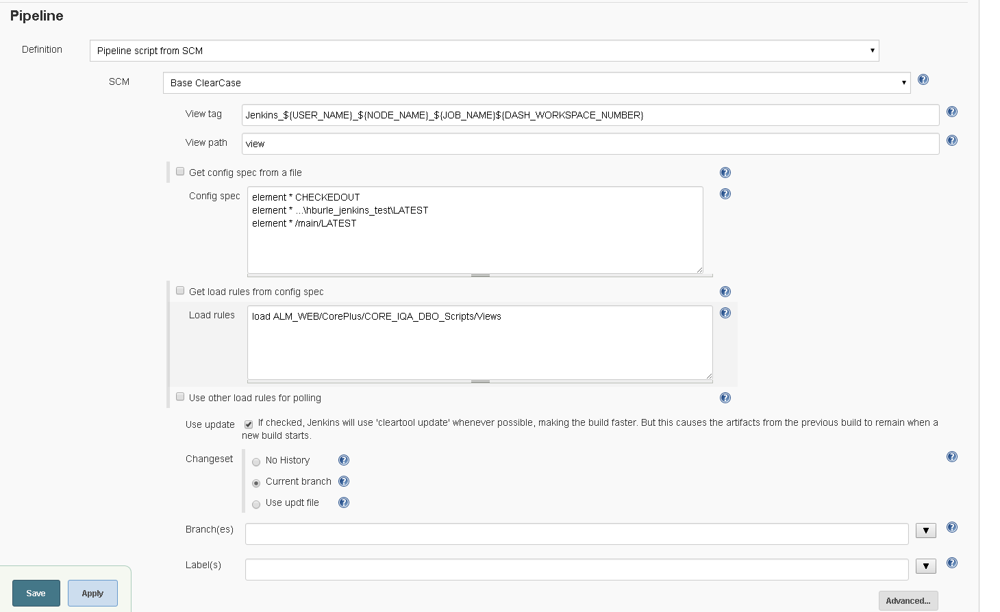 Pipeline
Definition
Pipeline script from SCM
SCM
Base ClearCase
View tag
Jenkins_${USER_NAME}_${NODE_NAME}_${JOB_NAME}${DASH_WORKSPACE_NUMBER}
View path
view
Get config spec from a file
Config spec
element * CHECKEDOUT
element * ...\hburle_jenkins_test\LATEST
element * /main/LATEST
Get load rules from config spec
Load rules
load ALM_WEB/CorePlus/CORE_IQA_DBO_Scripts/Views
Use other load rules for polling
Use update
If checked, Jenkins will use 'cleartool update' whenever possible, making the build faster. But this causes the artifacts from the previous build to remain when a
new build starts.
Changeset
No History
Current branch
Use updt file
Branch(es)
Label(s)
Save
Apply
Advanced...